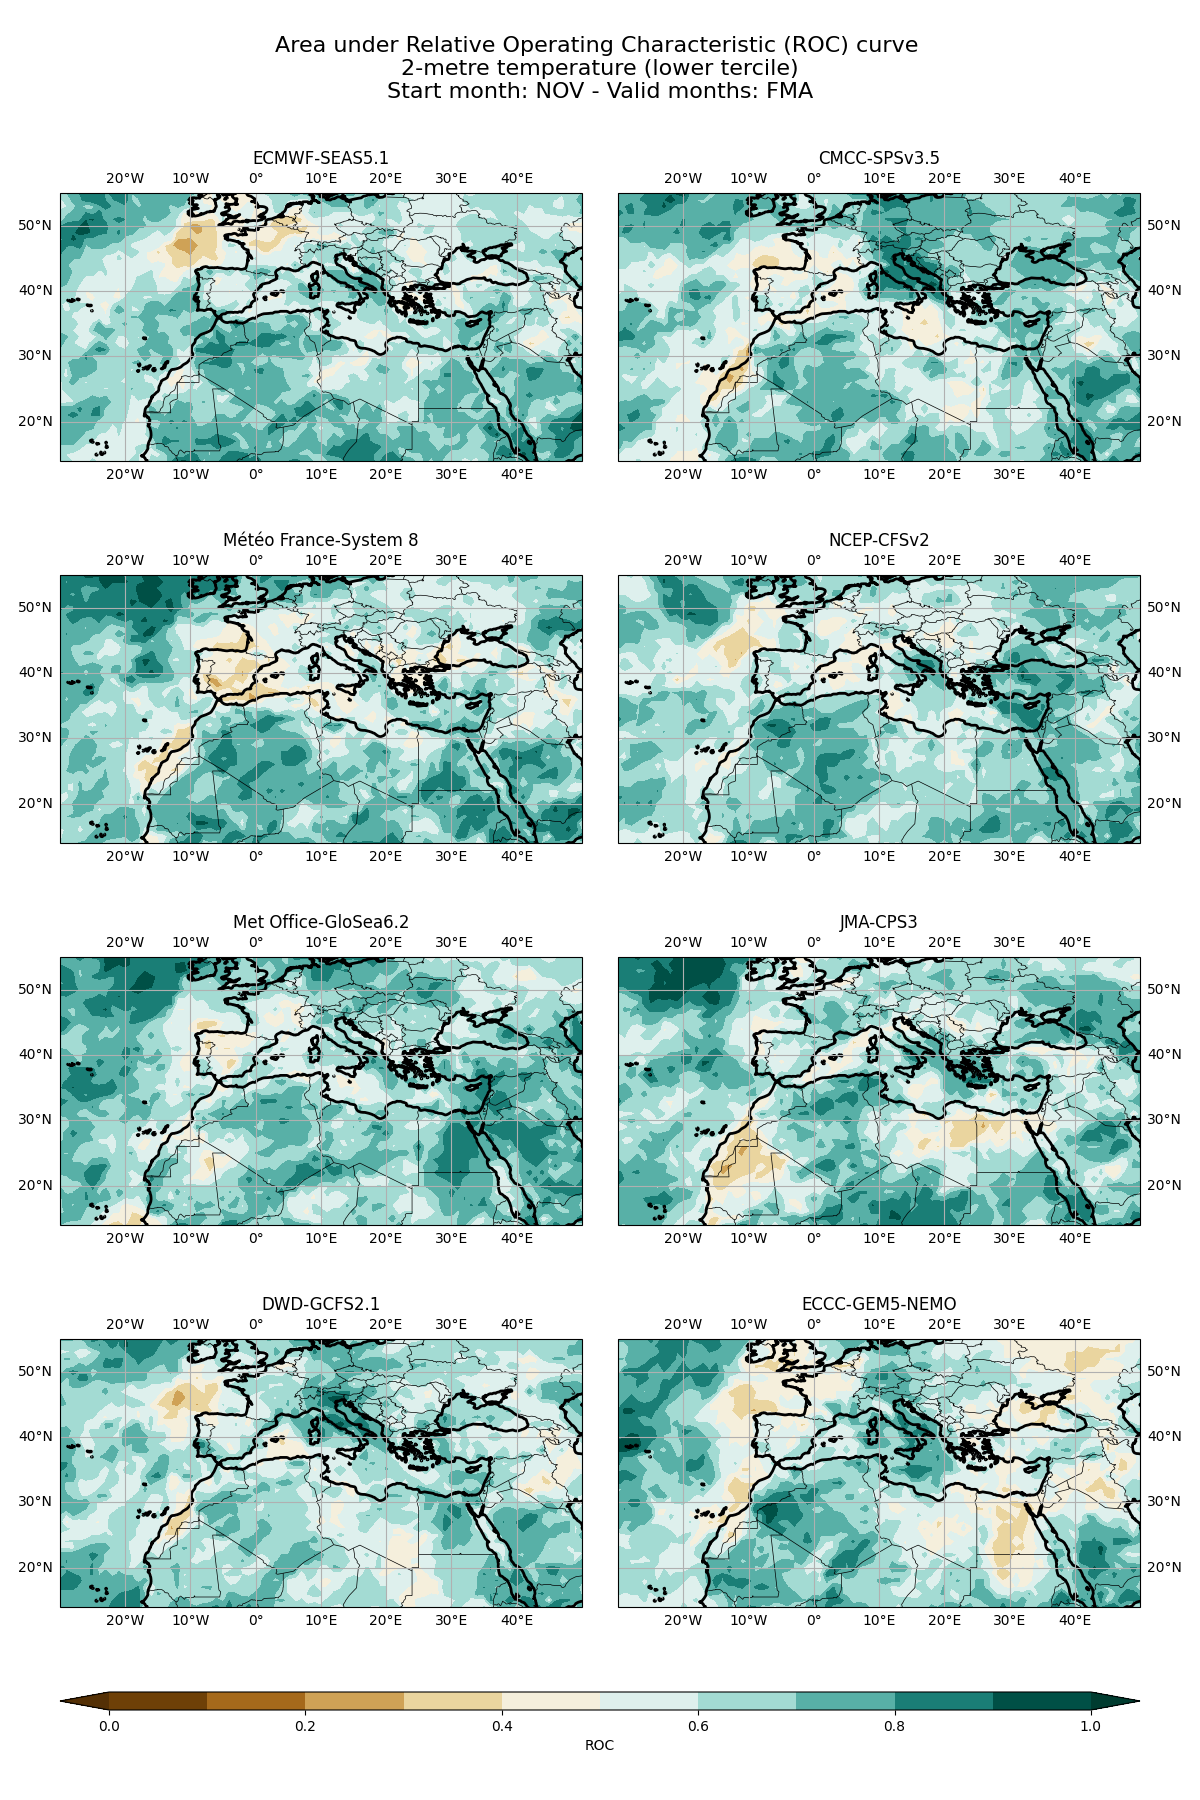 Area under Relative Operating Characteristic (ROC) curve
2-metre temperature (lower tercile)
Start month: NOV - Valid months: FMA
ECMWF-SEAS5.1
20°W 10°W 0° 10°E 20°E 30°E 40°E
50°N
40°N
30°N
20°N
20°W 10°W 0° 10°E 20°E 30°E 40°E
CMCC-SPSv3.5
20°W 10°W 0° 10°E 20°E 30°E 40°E
50°N
40°N
30°N
20°N
20°W 10°W 0° 10°E 20°E 30°E 40°E
Météo France-System 8
20°W 10°W 0° 10°E 20°E 30°E 40°E
50°N
40°N
30°N
20°N
20°W 10°W 0° 10°E 20°E 30°E 40°E
NCEP-CFSv2
20°W 10°W 0° 10°E 20°E 30°E 40°E
50°N
40°N
30°N
20°N
20°W 10°W 0° 10°E 20°E 30°E 40°E
Met Office-GloSea6.2
20°W 10°W 0° 10°E 20°E 30°E 40°E
50°N
40°N
30°N
20°N
20°W 10°W 0° 10°E 20°E 30°E 40°E
JMA-CPS3
20°W 10°W 0° 10°E 20°E 30°E 40°E
50°N
40°N
30°N
20°N
20°W 10°W 0° 10°E 20°E 30°E 40°E
DWD-GCFS2.1
20°W 10°W 0° 10°E 20°E 30°E 40°E
50°N
40°N
30°N
20°N
20°W 10°W 0° 10°E 20°E 30°E 40°E
ECCC-GEM5-NEMO
20°W 10°W 0° 10°E 20°E 30°E 40°E
50°N
40°N
30°N
20°N
20°W 10°W 0° 10°E 20°E 30°E 40°E
0.0 0.2 0.4 0.6 0.8 1.0
ROC